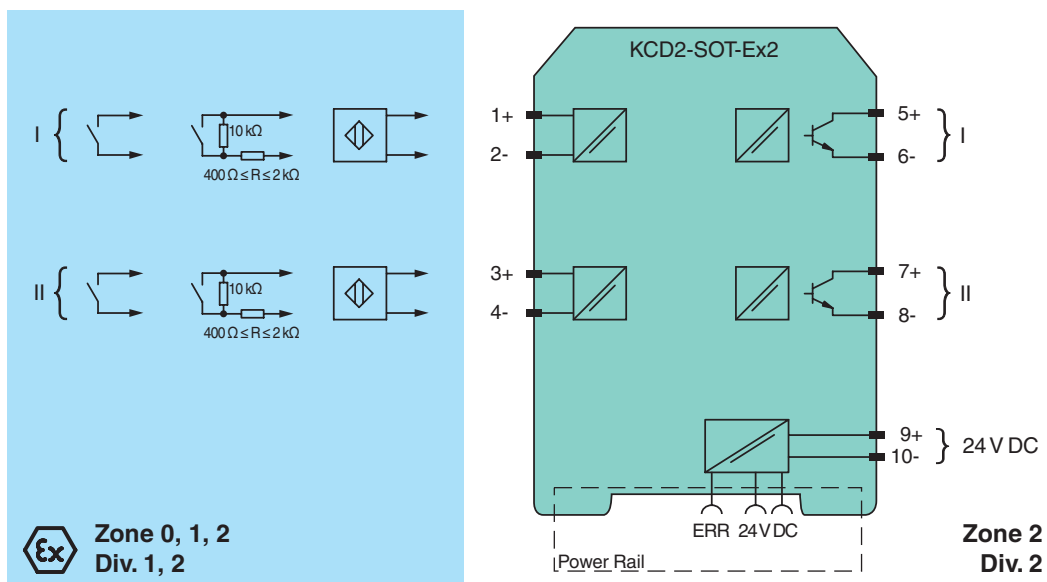 KCD2-SOT-Ex2
I
10 kΩ
400 Ω ≤ R ≤ 2 kΩ
1+
2-
5+
6-
I
II
10 kΩ
400 Ω ≤ R ≤ 2 kΩ
3+
4-
7+
8-
II
9+
10-
24 V DC
ERR 24 V DC
Power Rail
Ex
Zone 0, 1, 2
Div. 1, 2
Zone 2
Div. 2